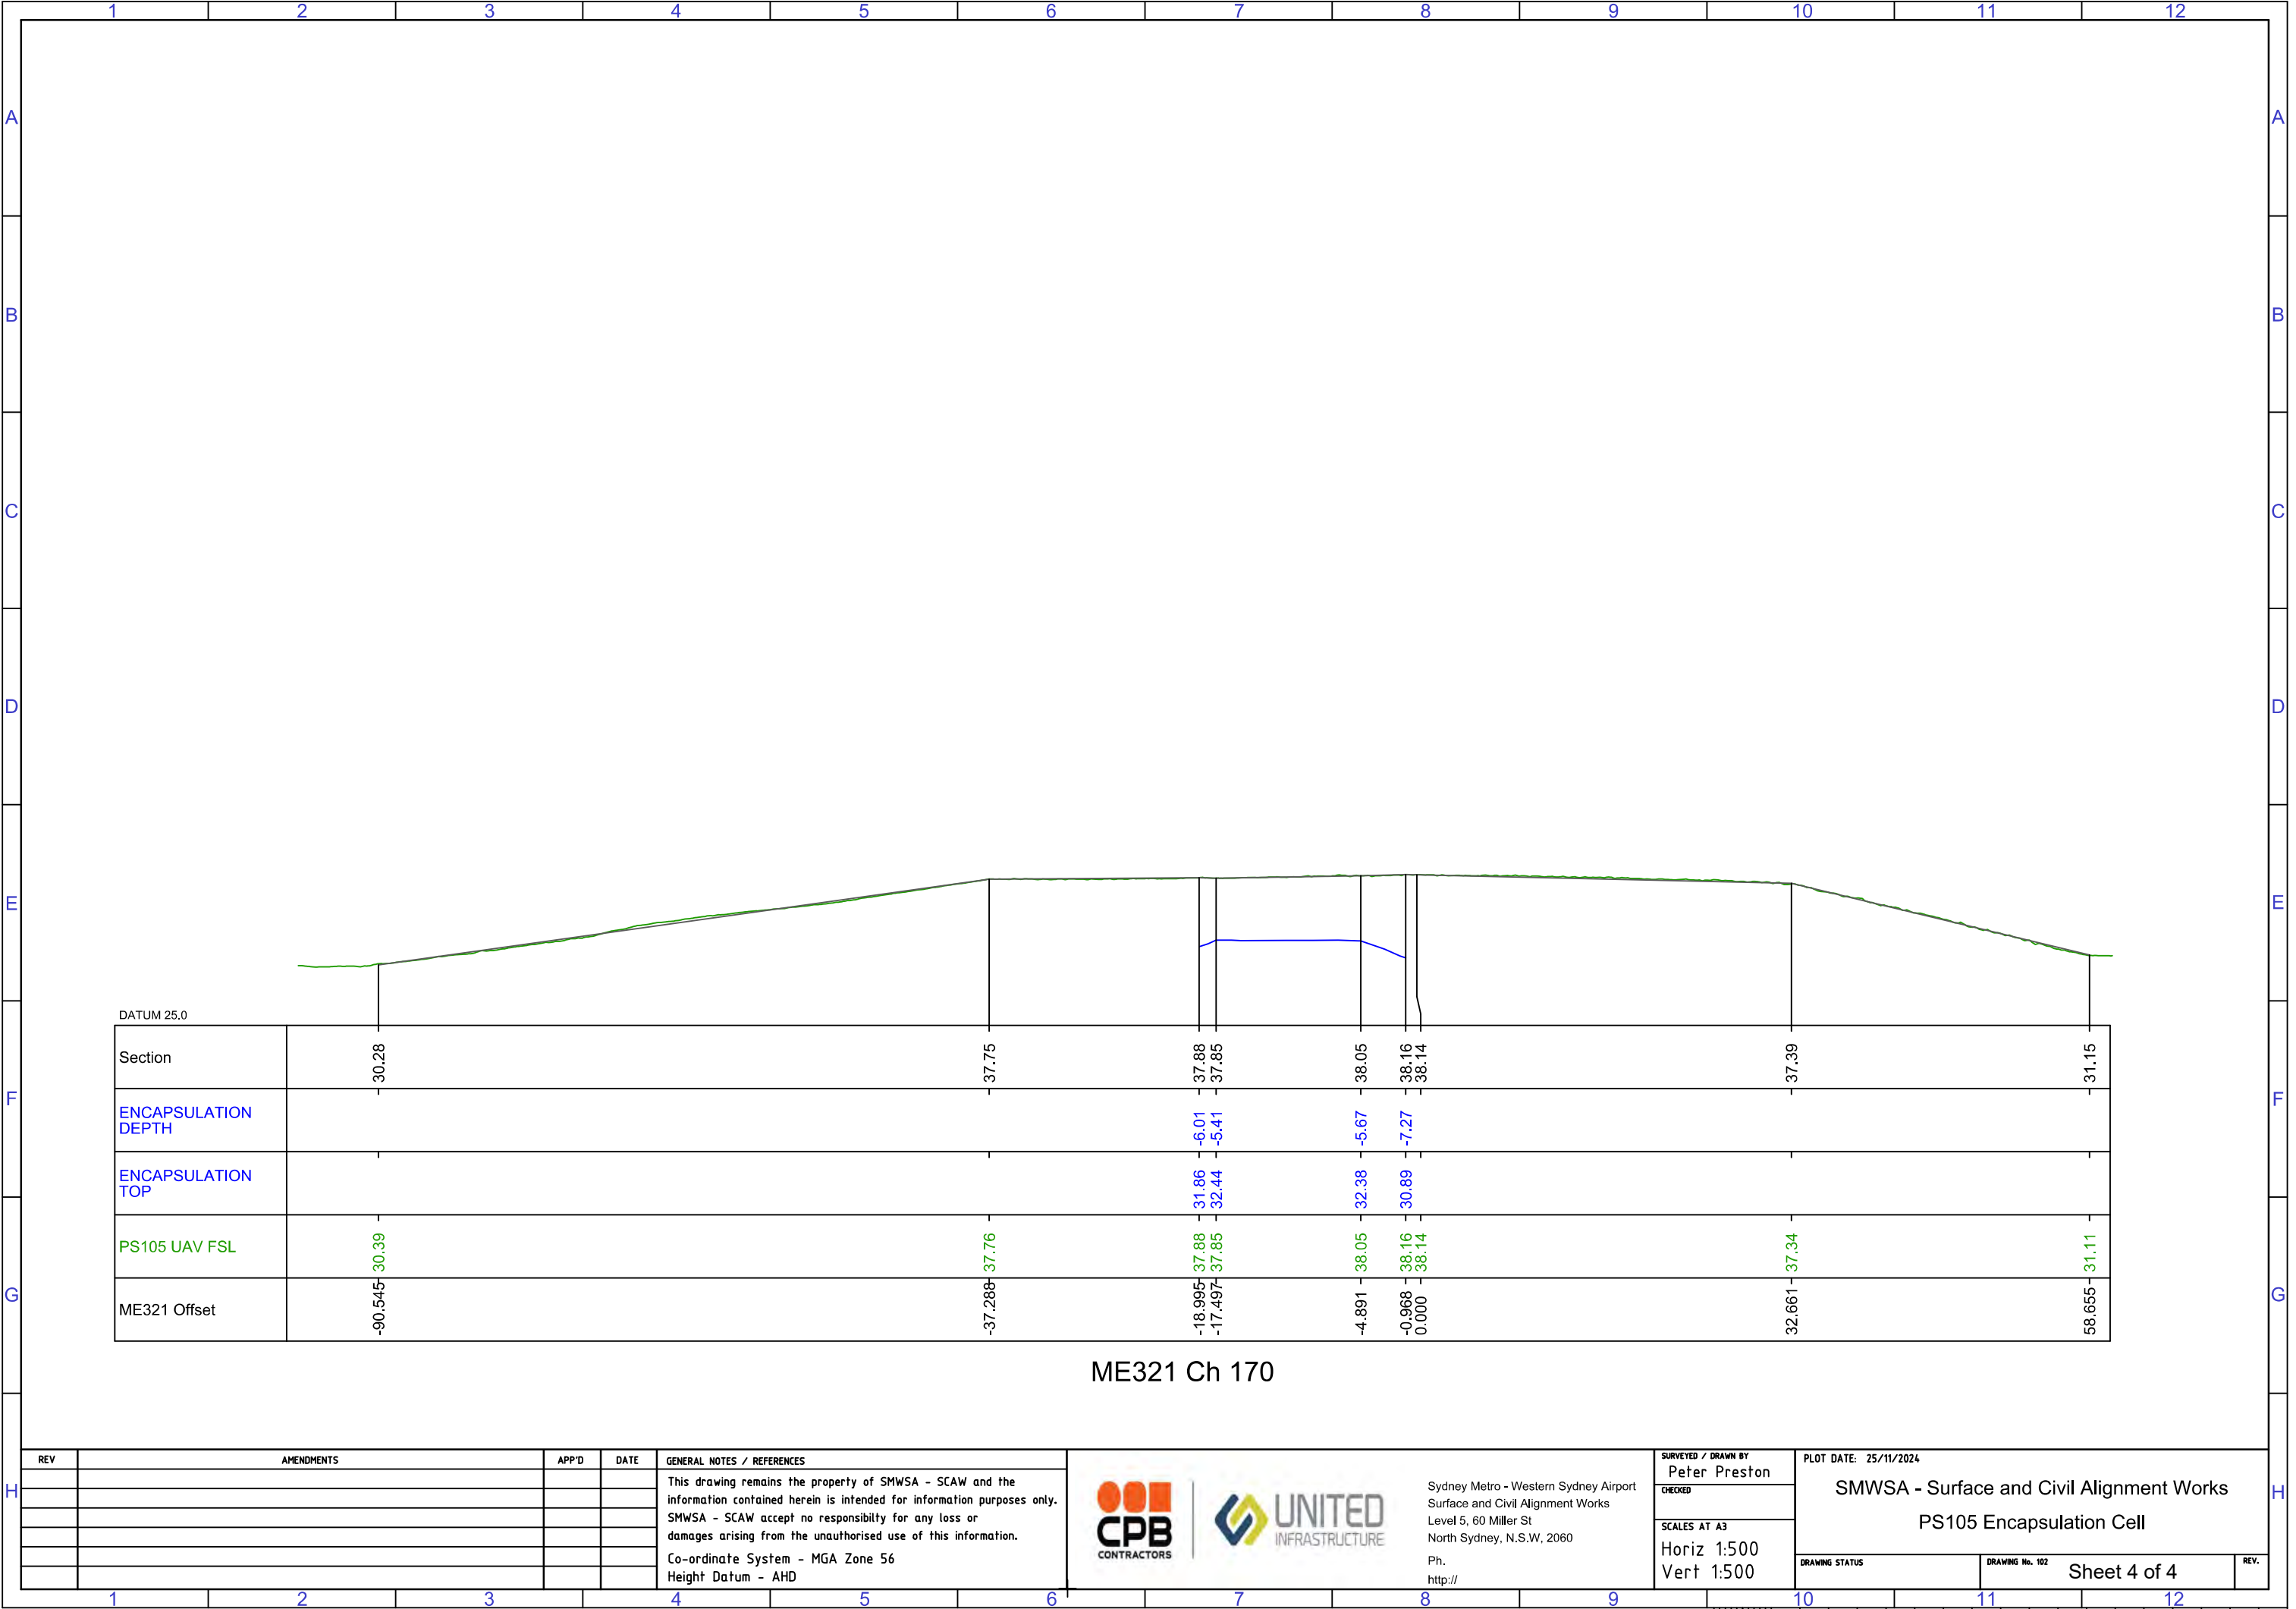 1 2 3 4 5 6 7 8 9 10 11 12
A A
B B
C C
D D
E E
F F
G G
H H
DATUM 25.0
Section 30.28 37.75 37.88 37.85 38.05 38.16 38.14 37.39 31.15
ENCAPSULATION
DEPTH
-6.01 -5.41 -5.67 -7.27
ENCAPSULATION
TOP
31.86 32.44 32.38 30.89
PS105 UAV FSL 30.39 37.76 37.88 37.85 38.05 38.16 38.14 37.34 31.11
ME321 Offset -90.545 -37.288 -18.995 -17.497 -4.891 -0.968 0.000 32.661 58.655
ME321 Ch 170
REV AMENDMENTS APP'D DATE
GENERAL NOTES / REFERENCES
This drawing remains the property of SMWSA - SCAW and the
information contained herein is intended for information purposes only.
SMWSA - SCAW accept no responsibilty for any loss or
damages arising from the unauthorised use of this information.
Co-ordinate System - MGA Zone 56
Height Datum - AHD
CPB
CONTRACTORS
UNITED
INFRASTRUCTURE
Sydney Metro - Western Sydney Airport
Surface and Civil Alignment Works
Level 5, 60 Miller St
North Sydney, N.S.W, 2060
Ph.
http://
SURVEYED / DRAWN BY
Peter Preston
CHECKED
SCALES AT A3
Horiz 1:500
Vert 1:500
PLOT DATE: 25/11/2024
SMWSA - Surface and Civil Alignment Works
PS105 Encapsulation Cell
DRAWING STATUS
DRAWING No. 102
Sheet 4 of 4
REV.
1 2 3 4 5 6 7 8 9 10 11 12